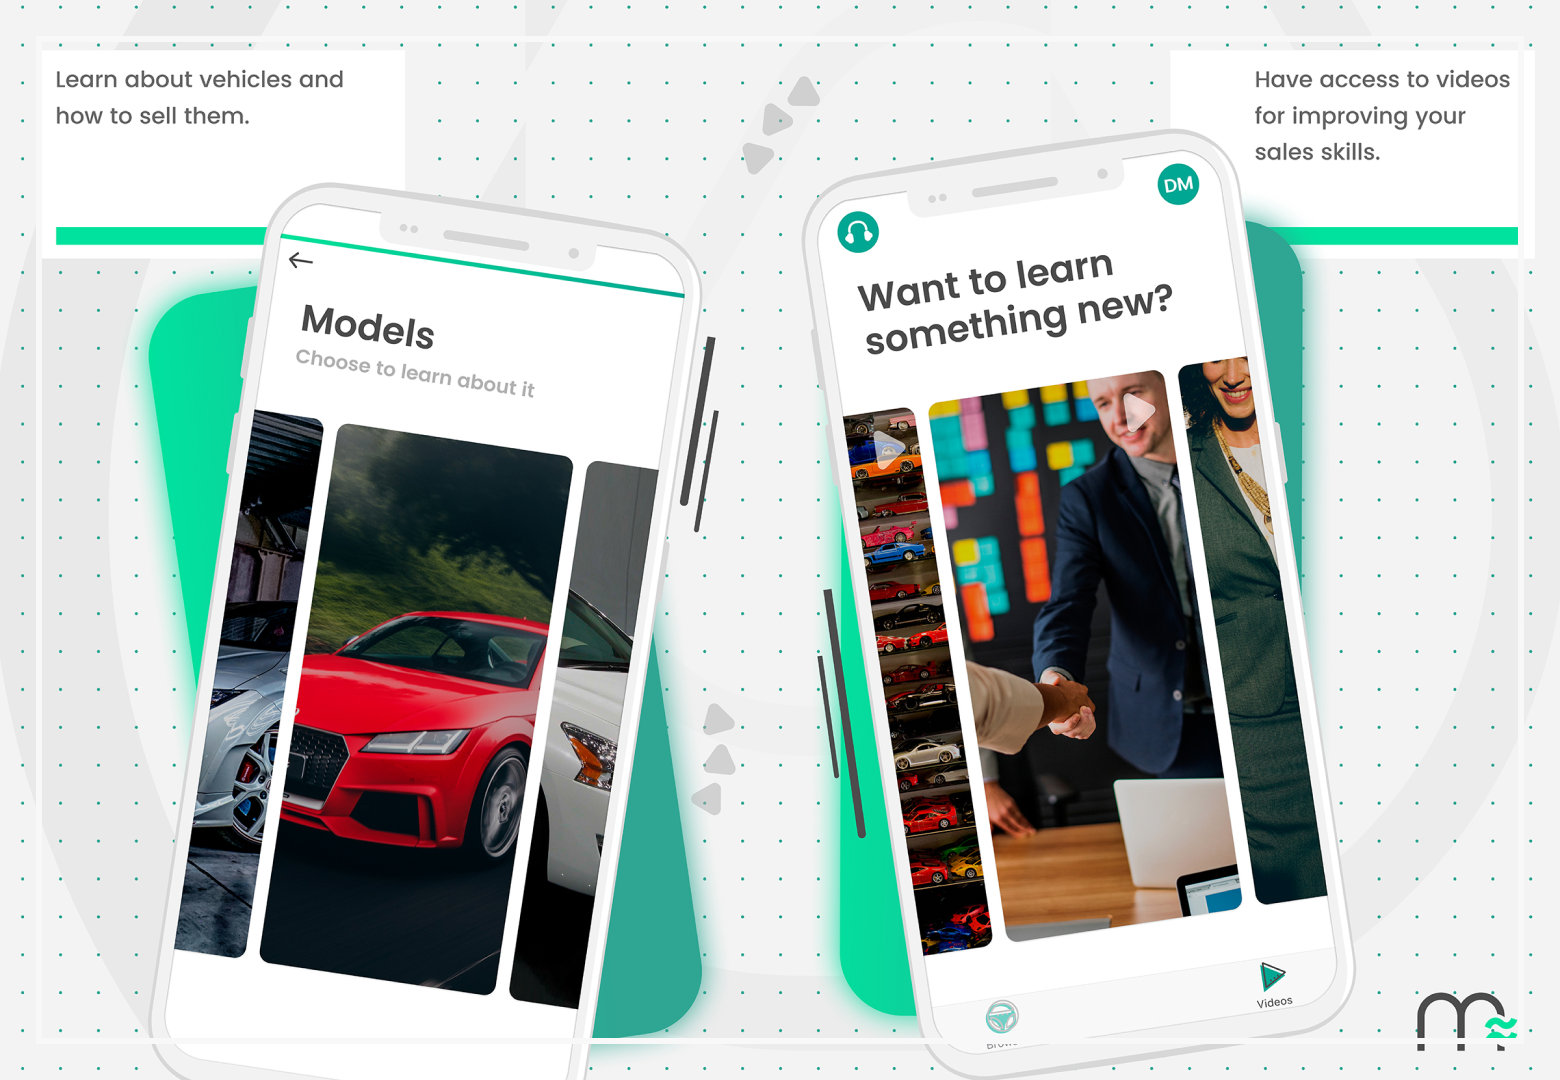 Learn about vehicles and
how to sell them.
Have access to videos
for improving your
sales skills.
Models
Choose to learn about it
DM
Want to learn
something new?
Videos